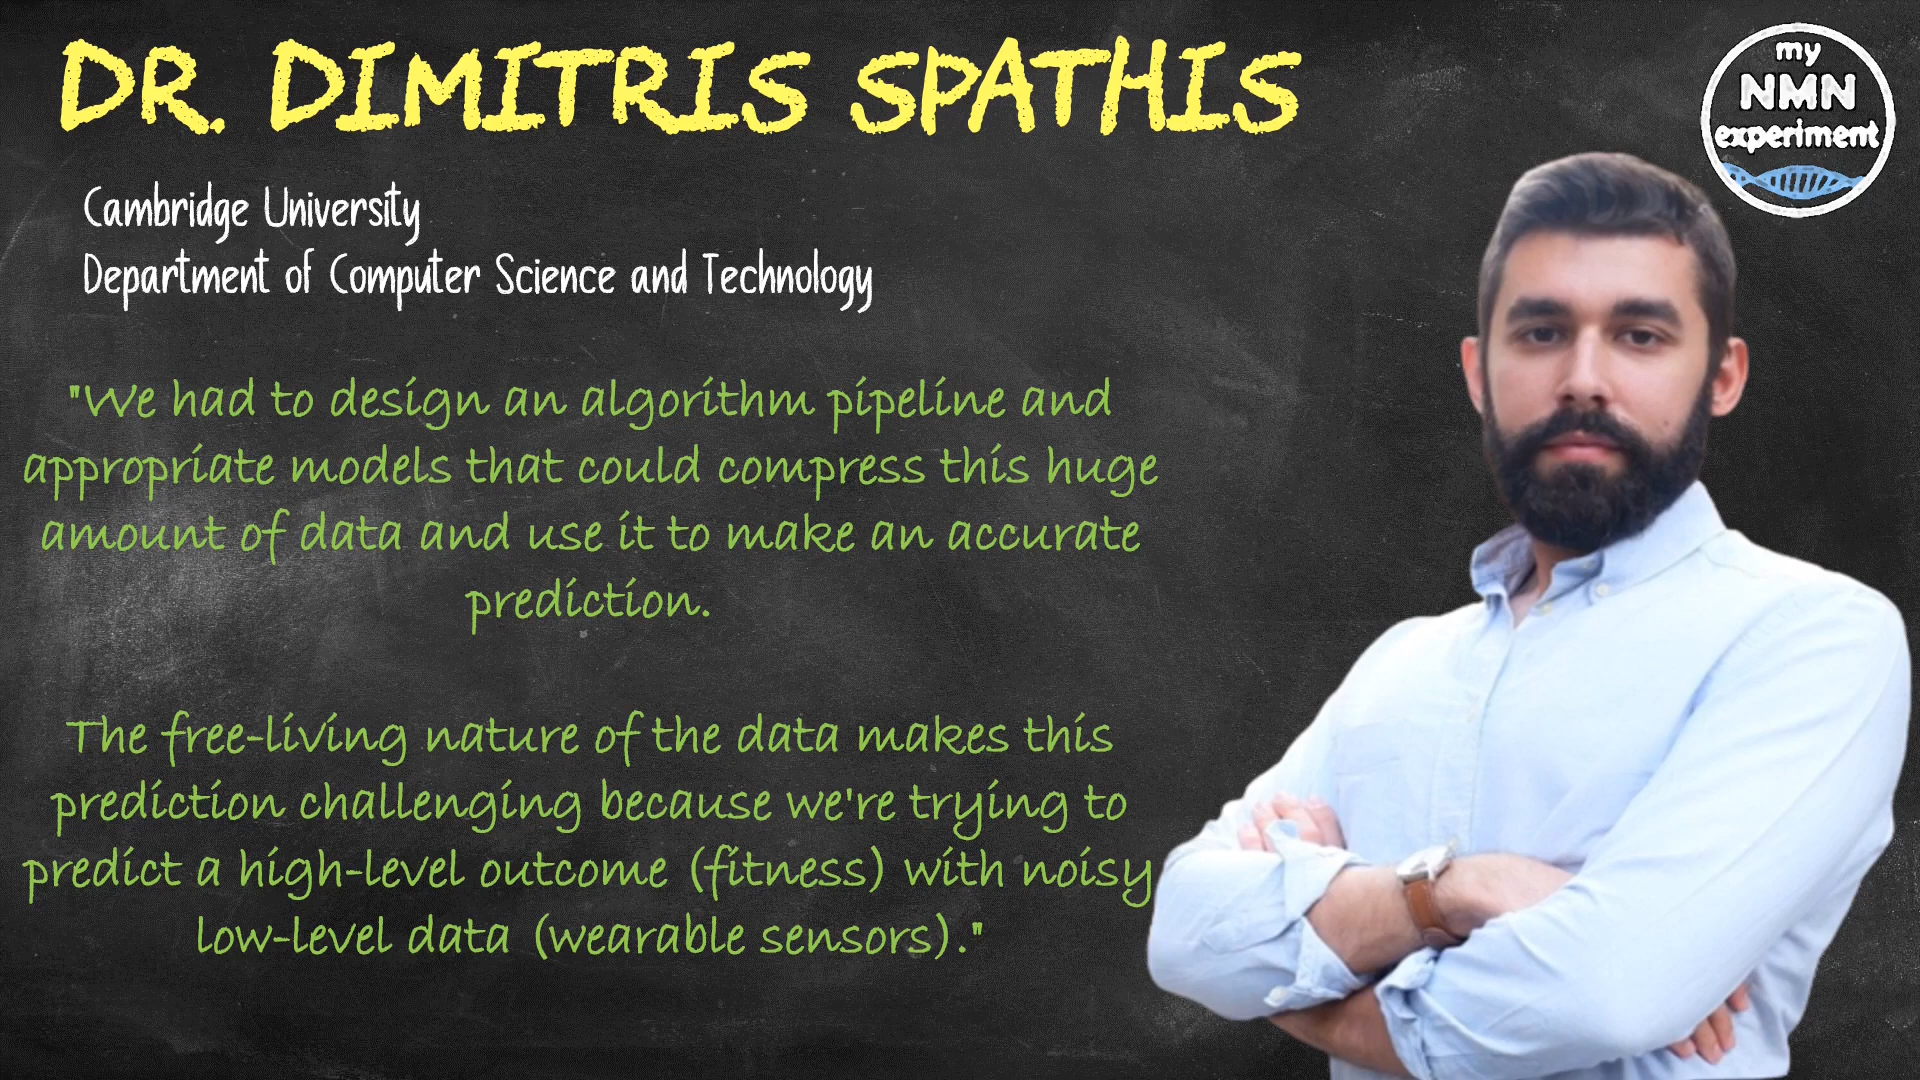 DR. DIMITRIS SPATHIS
my
NMN
experiment
Cambridge University
Department of Computer Science and Technology
"We had to design an algorithm pipeline and
appropriate models that could compress this huge
amount of data and use it to make an accurate
prediction.
The free-living nature of the data makes this
prediction challenging because we're trying to
predict a high-level outcome (fitness) with noisy
low-level data (wearable sensors)."